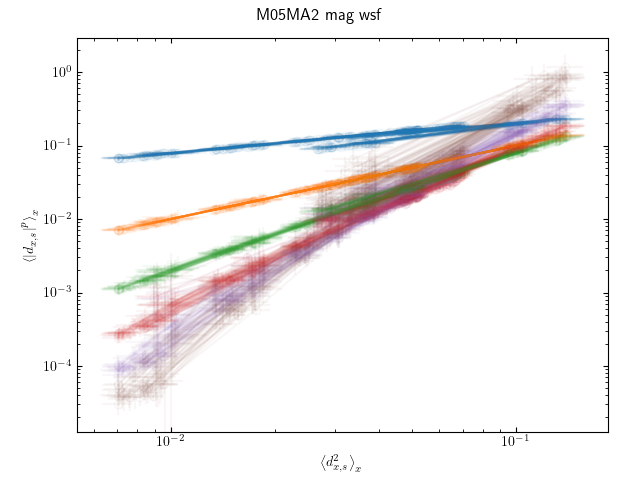 M05MA2 mag wsf
10^0
10^{-1}
10^{-2}
10^{-3}
10^{-4}
⟨|d_{x,s}|^p⟩_x
10^{-2}
10^{-1}
⟨d^2_{x,s}⟩_x